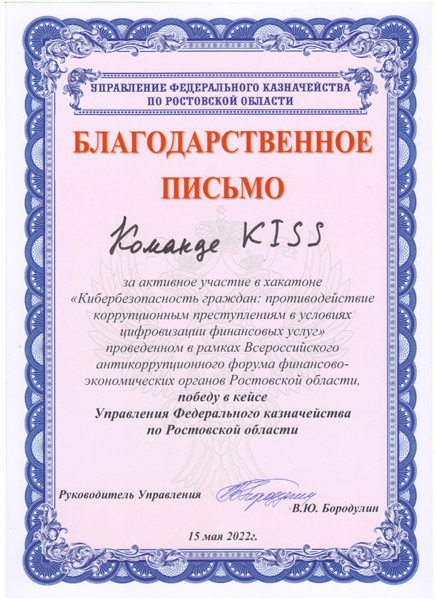 УПРАВЛЕНИЕ ФЕДЕРАЛЬНОГО КАЗНАЧЕЙСТВА
ПО РОСТОВСКОЙ ОБЛАСТИ
БЛАГОДАРСТВЕННОЕ
ПИСЬМО
Команде KISS
за активное участие в хакатоне
«Кибербезопасность граждан: противодействие
коррупционным преступлениям в условиях
цифровизации финансовых услуг»
проведенном в рамках Всероссийского
антикоррупционного форума финансово-
экономических органов Ростовской области,
победу в кейсе
Управления Федерального казначейства
по Ростовской области
Руководитель Управления
В.Ю. Бородулин
15 мая 2022г.